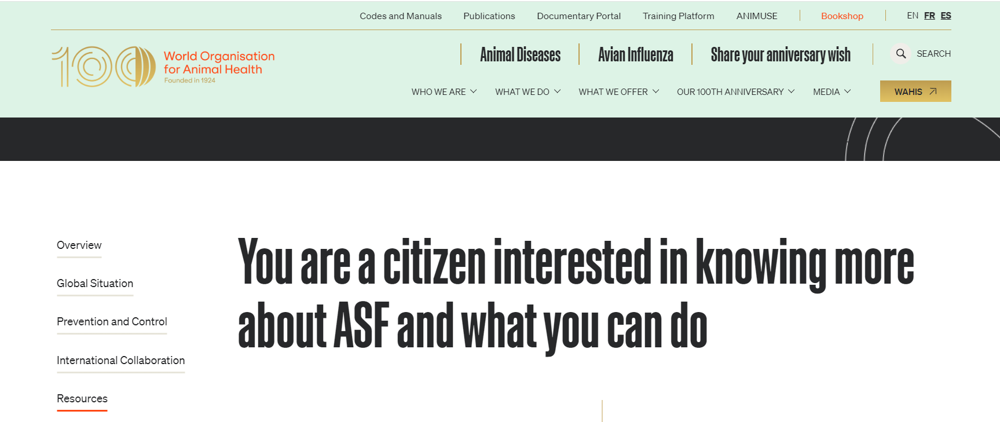 Codes and Manuals Publications Documentary Portal Training Platform ANIMUSE Bookshop EN FR ES
100 World Organisation
for Animal Health
Founded in 1924
Animal Diseases Avian Influenza Share your anniversary wish SEARCH
WHO WE ARE WHAT WE DO WHAT WE OFFER OUR 100TH ANNIVERSARY MEDIA WAHIS
Overview
Global Situation
Prevention and Control
International Collaboration
Resources
You are a citizen interested in knowing more
about ASF and what you can do